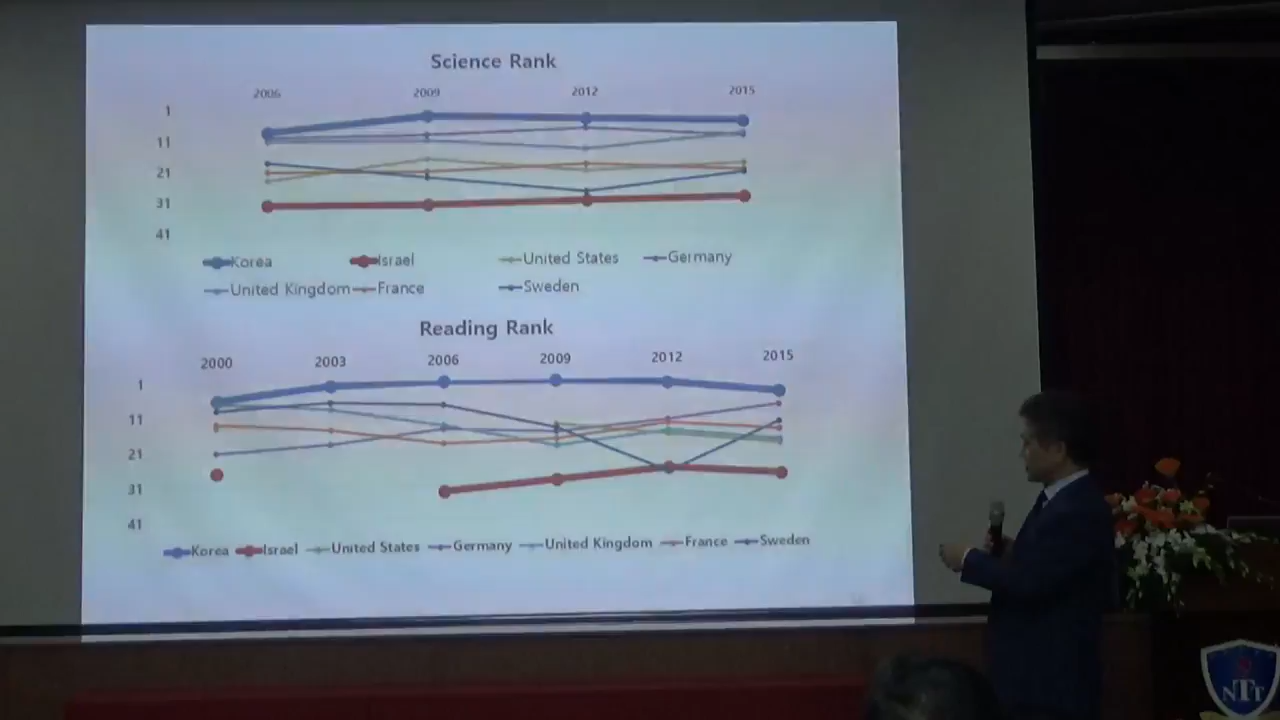 Science Rank
2006 2009 2012 2015
1
11
21
31
41
Korea Israel United States Germany
United Kingdom France Sweden
Reading Rank
2000 2003 2006 2009 2012 2015
1
11
21
31
41
Korea Israel United States Germany United Kingdom France Sweden
NTT